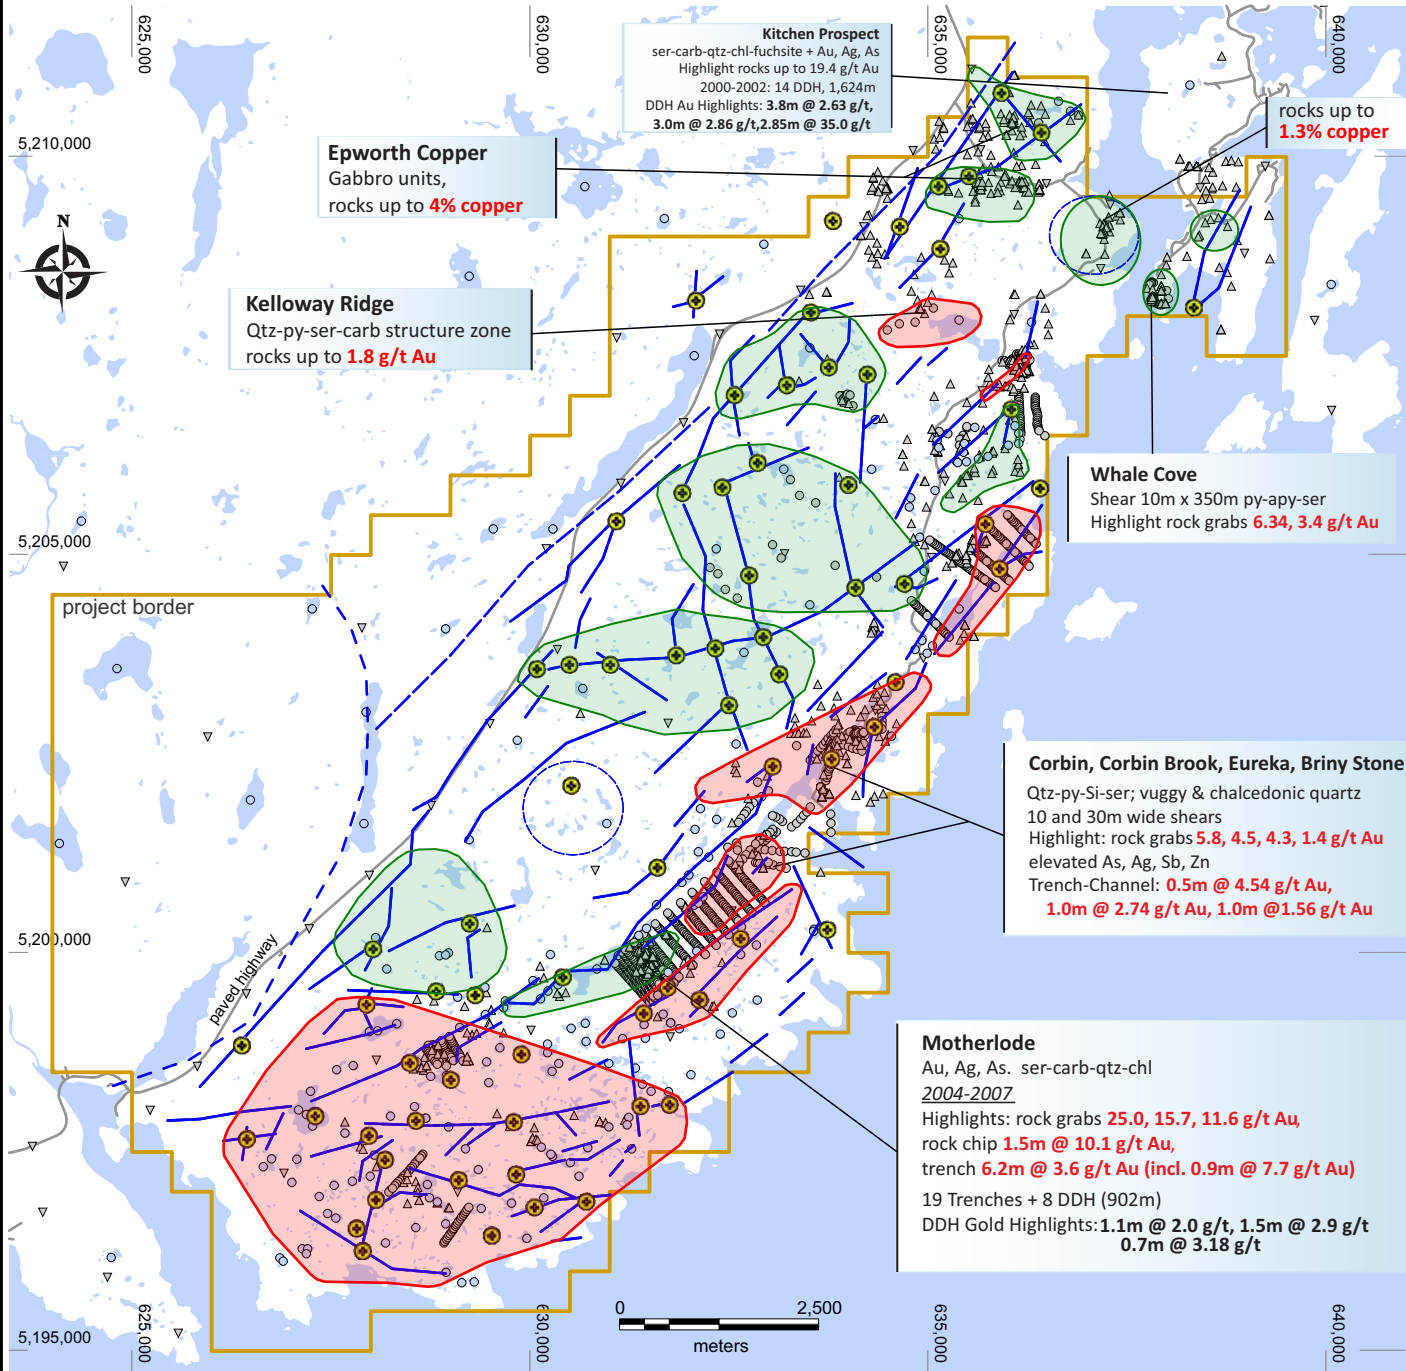 625,000
630,000
635,000
640,000
Kitchen Prospect
ser-carb-qtz-chl-fuchsite + Au, Ag, As
Highlight rocks up to 19.4 g/t Au
2000-2002: 14 DDH, 1,624m
DDH Au Highlights: 3.8m @ 2.63 g/t,
3.0m @ 2.86 g/t,2.85m @ 35.0 g/t
rocks up to
1.3% copper
5,210,000
Epworth Copper
Gabbro units,
rocks up to 4% copper
N
Kelloway Ridge
Qtz-py-ser-carb structure zone
rocks up to 1.8 g/t Au
Whale Cove
Shear 10m x 350m py-apy-ser
Highlight rock grabs 6.34, 3.4 g/t Au
5,205,000
project border
Corbin, Corbin Brook, Eureka, Briny Stone
Qtz-py-Si-ser; vuggy & chalcedonic quartz
10 and 30m wide shears
Highlight: rock grabs 5.8, 4.5, 4.3, 1.4 g/t Au
elevated As, Ag, Sb, Zn
Trench-Channel: 0.5m @ 4.54 g/t Au,
1.0m @ 2.74 g/t Au, 1.0m @1.56 g/t Au
5,200,000
paved highway
Motherlode
Au, Ag, As. ser-carb-qtz-chl
2004-2007
Highlights: rock grabs 25.0, 15.7, 11.6 g/t Au,
rock chip 1.5m @ 10.1 g/t Au,
trench 6.2m @ 3.6 g/t Au (incl. 0.9m @ 7.7 g/t Au)
19 Trenches + 8 DDH (902m)
DDH Gold Highlights: 1.1m @ 2.0 g/t, 1.5m @ 2.9 g/t
0.7m @ 3.18 g/t
5,195,000
0 2,500
meters
625,000
630,000
635,000
640,000